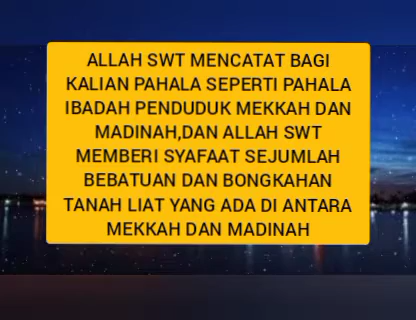 ALLAH SWT MENCATAT BAGI
KALIAN PAHALA SEPERTI PAHALA
IBADAH PENDUDUK MEKKAH DAN
MADINAH,DAN ALLAH SWT
MEMBERI SYAFAAT SEJUMLAH
BEBATUAN DAN BONGKAHAN
TANAH LIAT YANG ADA DI ANTARA
MEKKAH DAN MADINAH